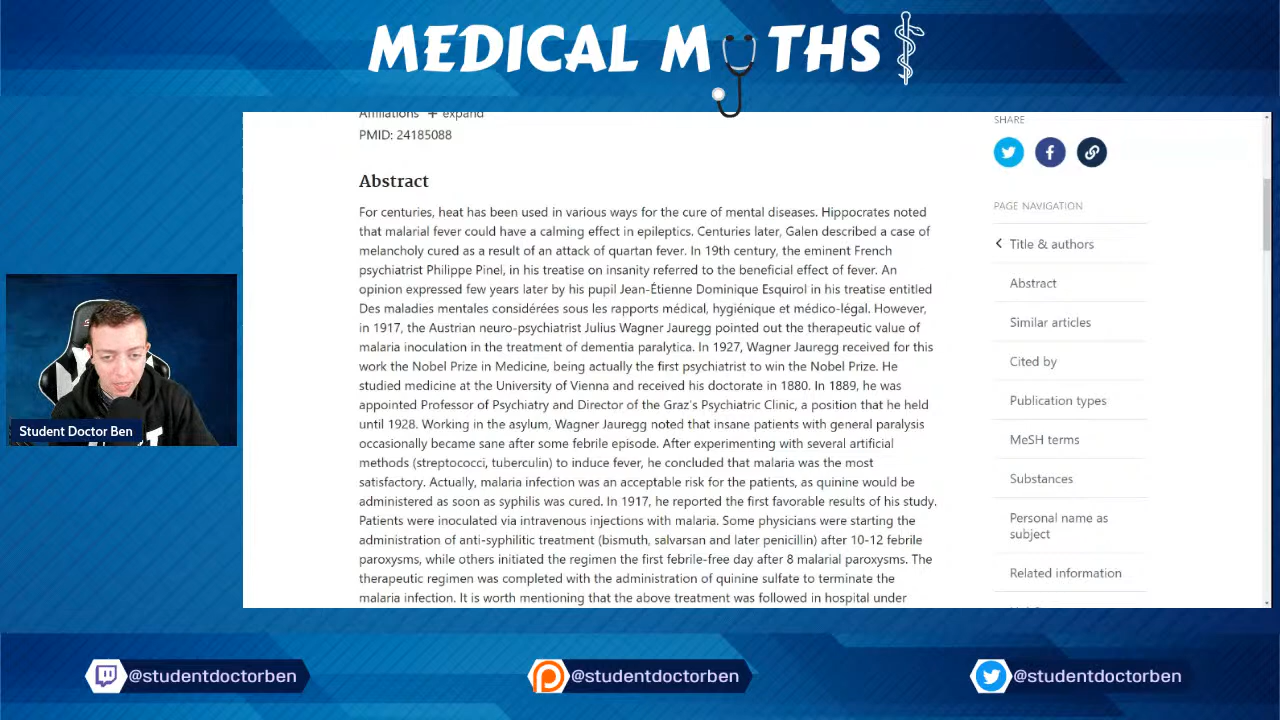 MEDICAL MYTHS
Affiliations + expand
PMID: 24185088
Abstract
For centuries, heat has been used in various ways for the cure of mental diseases. Hippocrates noted
that malarial fever could have a calming effect in epileptics. Centuries later, Galen described a case of
melancholy cured as a result of an attack of quartan fever. In 19th century, the eminent French
psychiatrist Philippe Pinel, in his treatise on insanity referred to the beneficial effect of fever. An
opinion expressed few years later by his pupil Jean-Étienne Dominique Esquirol in his treatise entitled
Des maladies mentales considérées sous les rapports médical, hygiénique et médico-légal. However,
in 1917, the Austrian neuro-psychiatrist Julius Wagner Jauregg pointed out the therapeutic value of
malaria inoculation in the treatment of dementia paralytica. In 1927, Wagner Jauregg received for this
work the Nobel Prize in Medicine, being actually the first psychiatrist to win the Nobel Prize. He
studied medicine at the University of Vienna and received his doctorate in 1880. In 1889, he was
appointed Professor of Psychiatry and Director of the Graz's Psychiatric Clinic, a position that he held
until 1928. Working in the asylum, Wagner Jauregg noted that insane patients with general paralysis
occasionally became sane after some febrile episode. After experimenting with several artificial
methods (streptococci, tuberculin) to induce fever, he concluded that malaria was the most
satisfactory. Actually, malaria infection was an acceptable risk for the patients, as quinine would be
administered as soon as syphilis was cured. In 1917, he reported the first favorable results of his study.
Patients were inoculated via intravenous injections with malaria. Some physicians were starting the
administration of anti-syphilitic treatment (bismuth, salvarsan and later penicillin) after 10-12 febrile
paroxysms, while others initiated the regimen the first febrile-free day after 8 malarial paroxysms. The
therapeutic regimen was completed with the administration of quinine sulfate to terminate the
malaria infection. It is worth mentioning that the above treatment was followed in hospital under
SHARE
PAGE NAVIGATION
Title & authors
Abstract
Similar articles
Cited by
Publication types
MeSH terms
Substances
Personal name as
subject
Related information
Student Doctor Ben
@studentdoctorben
@studentdoctorben
@studentdoctorben